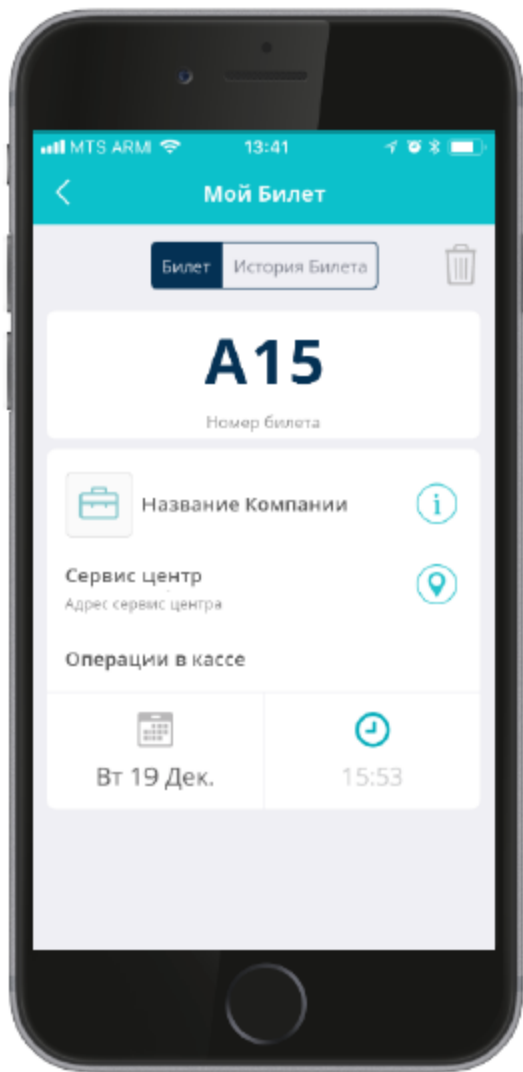 MTS ARMI 13:41
Мой Билет
Билет История Билета
A15
Номер билета
Название Компании
i
Сервис центр
Адрес сервис центра
Операции в кассе
Вт 19 Дек. 15:53